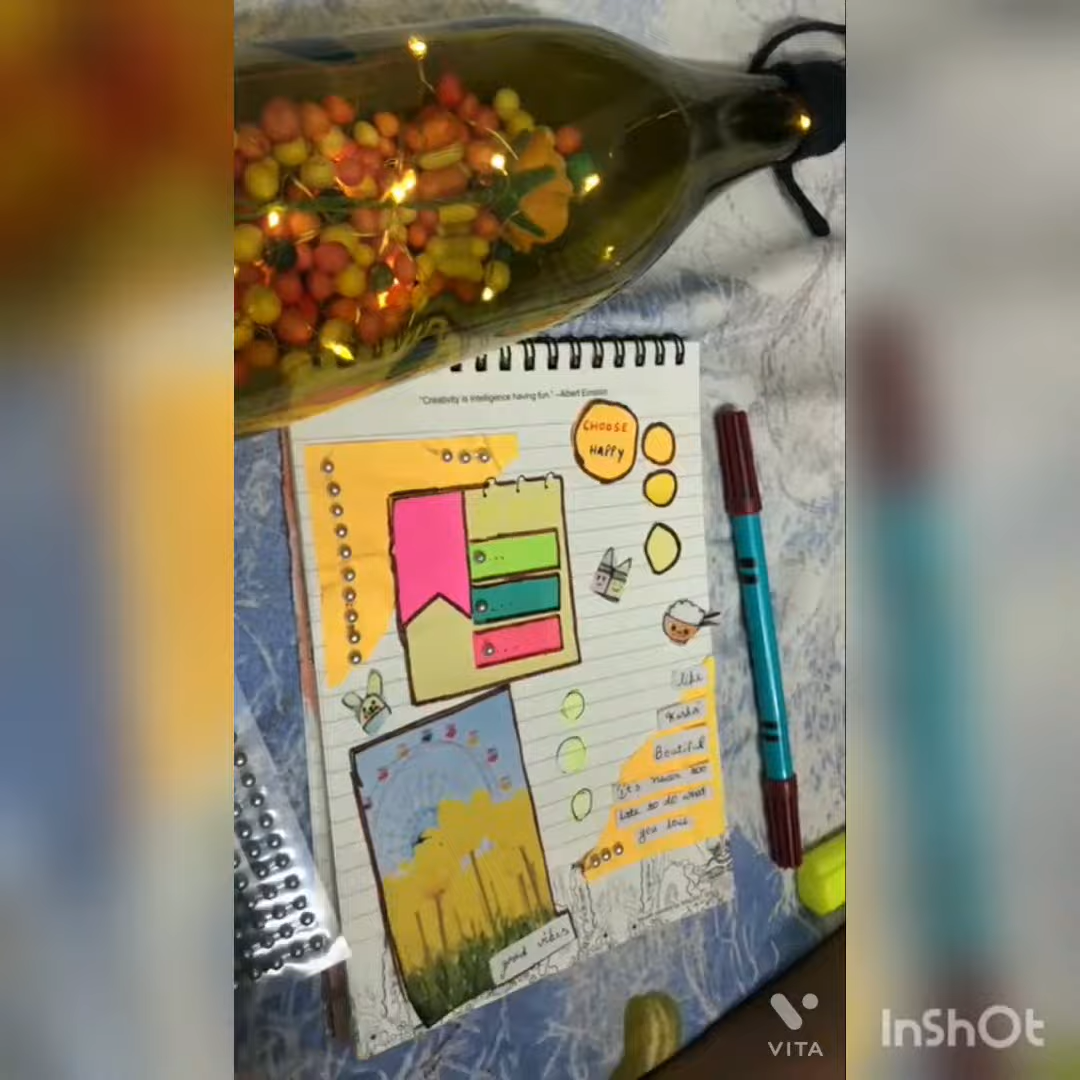 "Creativity is intelligence having fun." –Albert Einstein
CHOOSE
HAPPY
like
Beutiful
it's never too
late to do what
you love
good vibes
VITA
InShOt